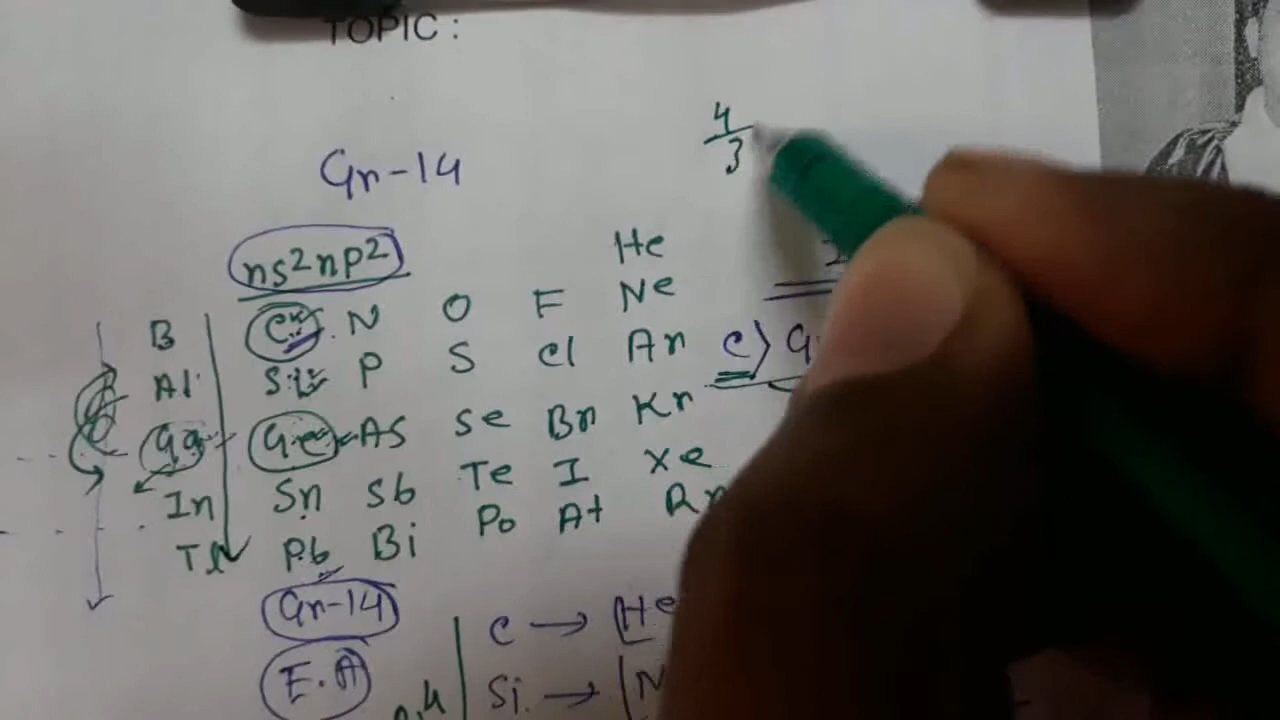 TOPIC :
4/3
Gr-14
ns²np²
He
B C N O F Ne
Al Si P S Cl Ar C > G
Ga Ge As Se Br Kr
In Sn Sb Te I Xe
Tl Pb Bi Po At Rn
Gr-14
C → [He
E.A
Si → [N